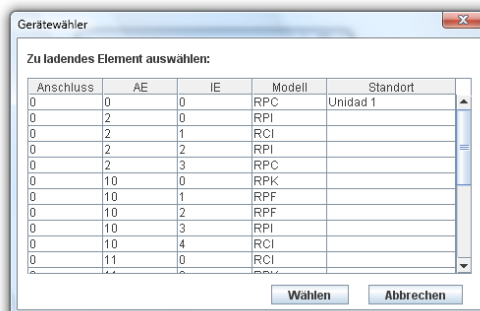 Gerätewähler
Zu ladendes Element auswählen:
Anschluss AE IE Modell Standort
0 0 0 RPC Unidad 1
0 2 0 RPI
0 2 1 RCI
0 2 2 RPI
0 2 3 RPC
0 10 0 RPK
0 10 1 RPF
0 10 2 RPF
0 10 3 RPI
0 10 4 RCI
0 11 0 RCI
Wählen Abbrechen